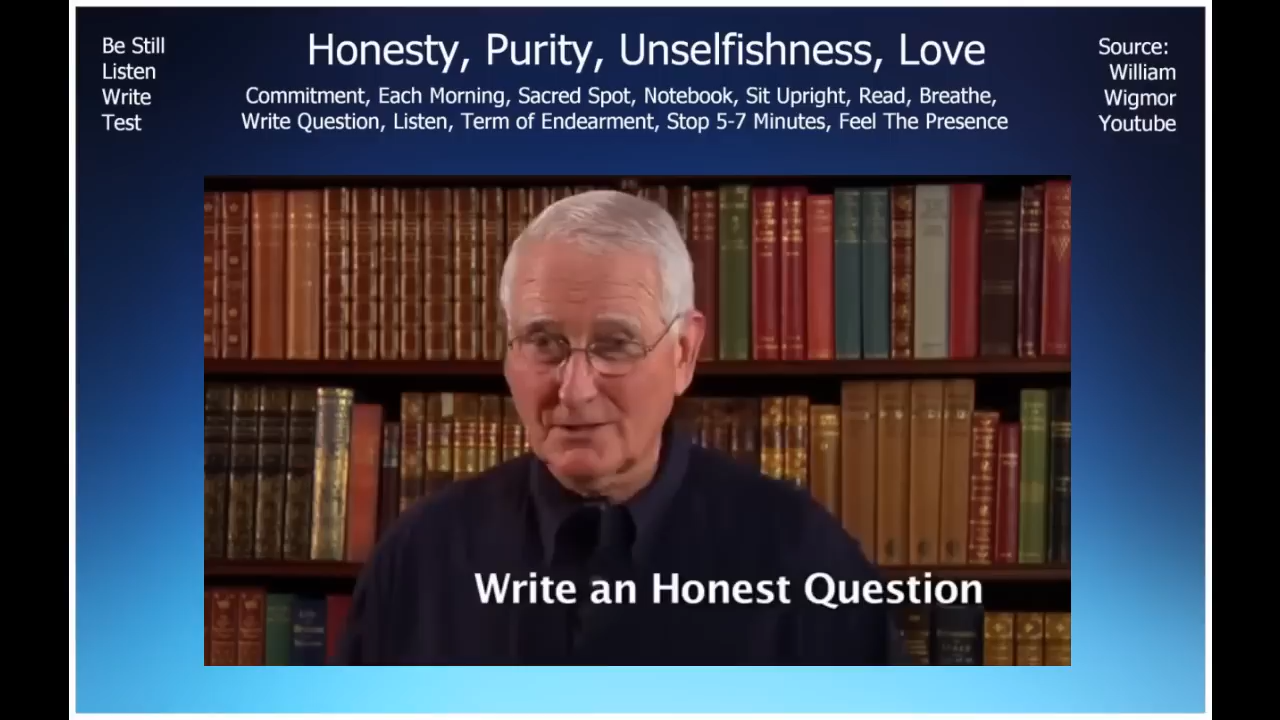 Be Still
Listen
Write
Test
Honesty, Purity, Unselfishness, Love
Commitment, Each Morning, Sacred Spot, Notebook, Sit Upright, Read, Breathe,
Write Question, Listen, Term of Endearment, Stop 5-7 Minutes, Feel The Presence
Source:
William
Wigmor
Youtube
Write an Honest Question